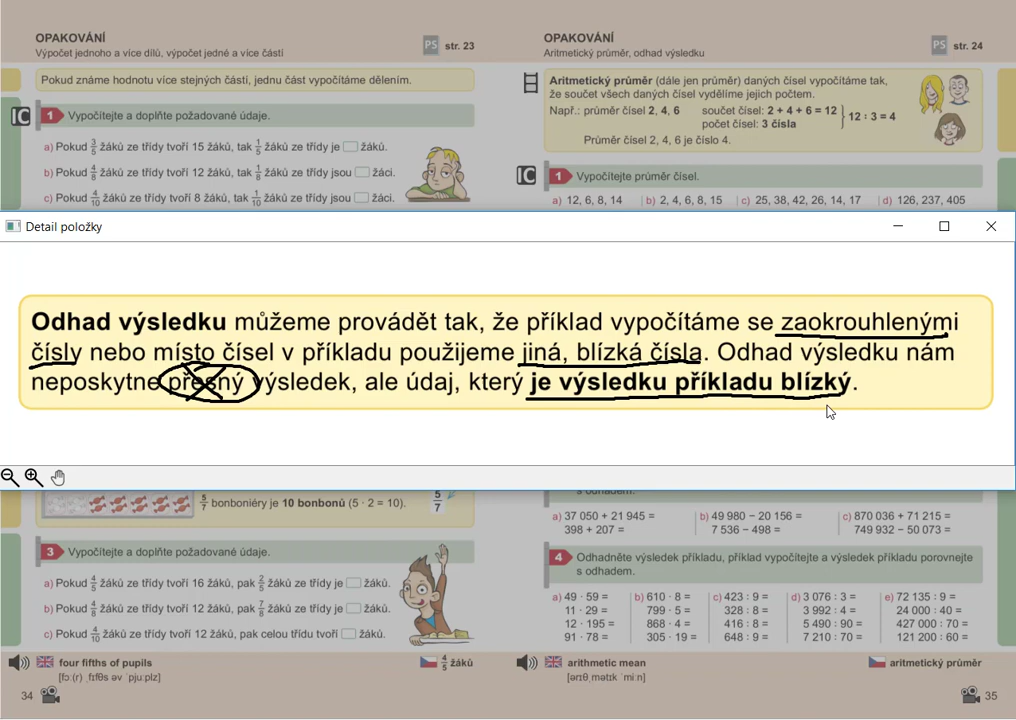 OPAKOVÁNÍ
Výpočet jednoho a více dílů, výpočet jedné a více částí
PS str. 23
Pokud známe hodnotu více stejných částí, jednu část vypočítáme dělením.
IC 1 Vypočítejte a doplňte požadované údaje.
a) Pokud 3/5 žáků ze třídy tvoří 15 žáků, tak 1/5 žáků ze třídy je žáků.
b) Pokud 4/8 žáků ze třídy tvoří 12 žáků, tak 1/8 žáků ze třídy jsou žáci.
c) Pokud 4/10 žáků ze třídy tvoří 8 žáků, tak 1/10 žáků ze třídy jsou žáci.
OPAKOVÁNÍ
Aritmetický průměr, odhad výsledku
PS str. 24
Aritmetický průměr (dále jen průměr) daných čísel vypočítáme tak,
že součet všech daných čísel vydělíme jejich počtem.
Např.: průměr čísel 2, 4, 6 součet čísel: 2 + 4 + 6 = 12
počet čísel: 3 čísla
12 : 3 = 4
Průměr čísel 2, 4, 6 je číslo 4.
IC 1 Vypočítejte průměr čísel.
a) 12, 6, 8, 14 b) 2, 4, 6, 8, 15 c) 25, 38, 42, 26, 14, 17 d) 126, 237, 405
Detail položky
Odhad výsledku můžeme provádět tak, že příklad vypočítáme se zaokrouhlenými
čísly nebo místo čísel v příkladu použijeme jiná, blízká čísla. Odhad výsledku nám
neposkytne přesný výsledek, ale údaj, který je výsledku příkladu blízký.
5/7 bonboniéry je 10 bonbonů (5 · 2 = 10).
5/7
3 Vypočítejte a doplňte požadované údaje.
a) Pokud 4/5 žáků ze třídy tvoří 16 žáků, pak 2/5 žáků ze třídy je žáků.
b) Pokud 4/8 žáků ze třídy tvoří 12 žáků, pak 7/8 žáků ze třídy je žáků.
c) Pokud 4/10 žáků ze třídy tvoří 12 žáků, pak celou třídu tvoří žáků.
four fifths of pupils
4/5 žáků
34
s odhadem.
a) 37 050 + 21 945 = b) 49 980 − 20 156 = c) 870 036 + 71 215 =
398 + 207 = 7 536 − 498 = 749 932 − 50 073 =
4 Odhadněte výsledek příkladu, příklad vypočítejte a výsledek příkladu porovnejte
s odhadem.
a) 49 · 59 = b) 610 · 8 = c) 423 : 9 = d) 3 076 : 3 = e) 72 135 : 9 =
11 · 29 = 799 · 5 = 328 : 8 = 3 992 : 4 = 24 000 : 40 =
12 · 195 = 868 · 4 = 416 : 8 = 5 490 : 90 = 427 000 : 70 =
91 · 78 = 305 · 19 = 648 : 9 = 7 210 : 70 = 121 200 : 60 =
arithmetic mean
aritmetický průměr
35